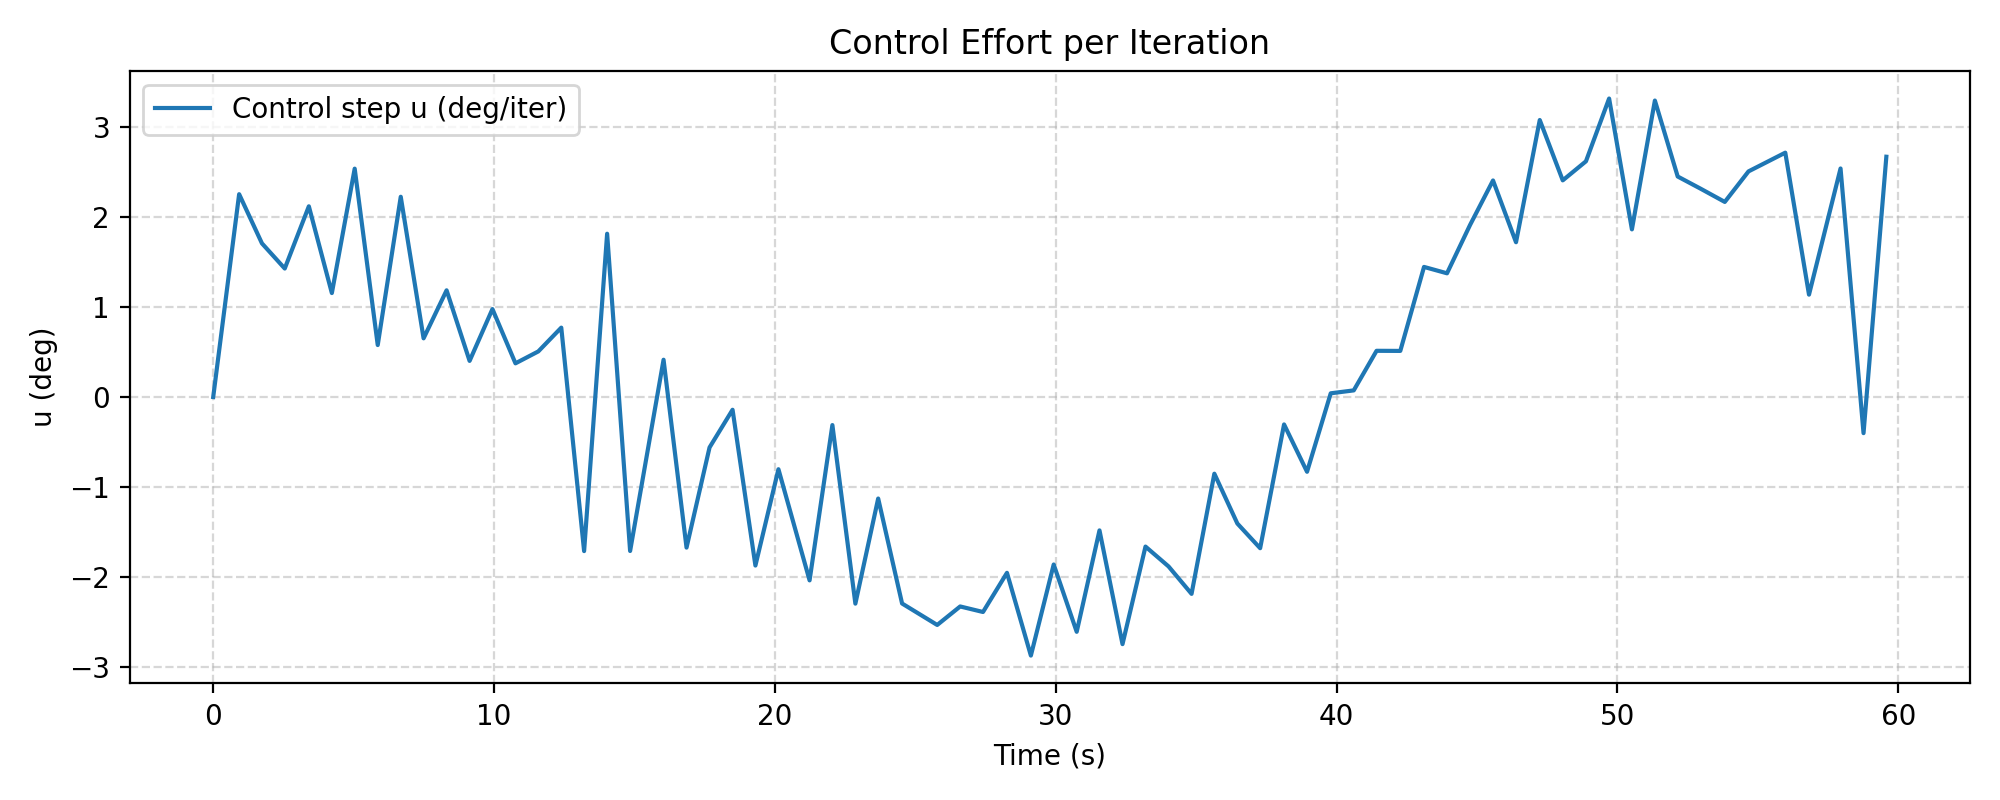 Control Effort per Iteration
Control step u (deg/iter)
3
2
1
0
−1
−2
−3
u (deg)
0 10 20 30 40 50 60
Time (s)